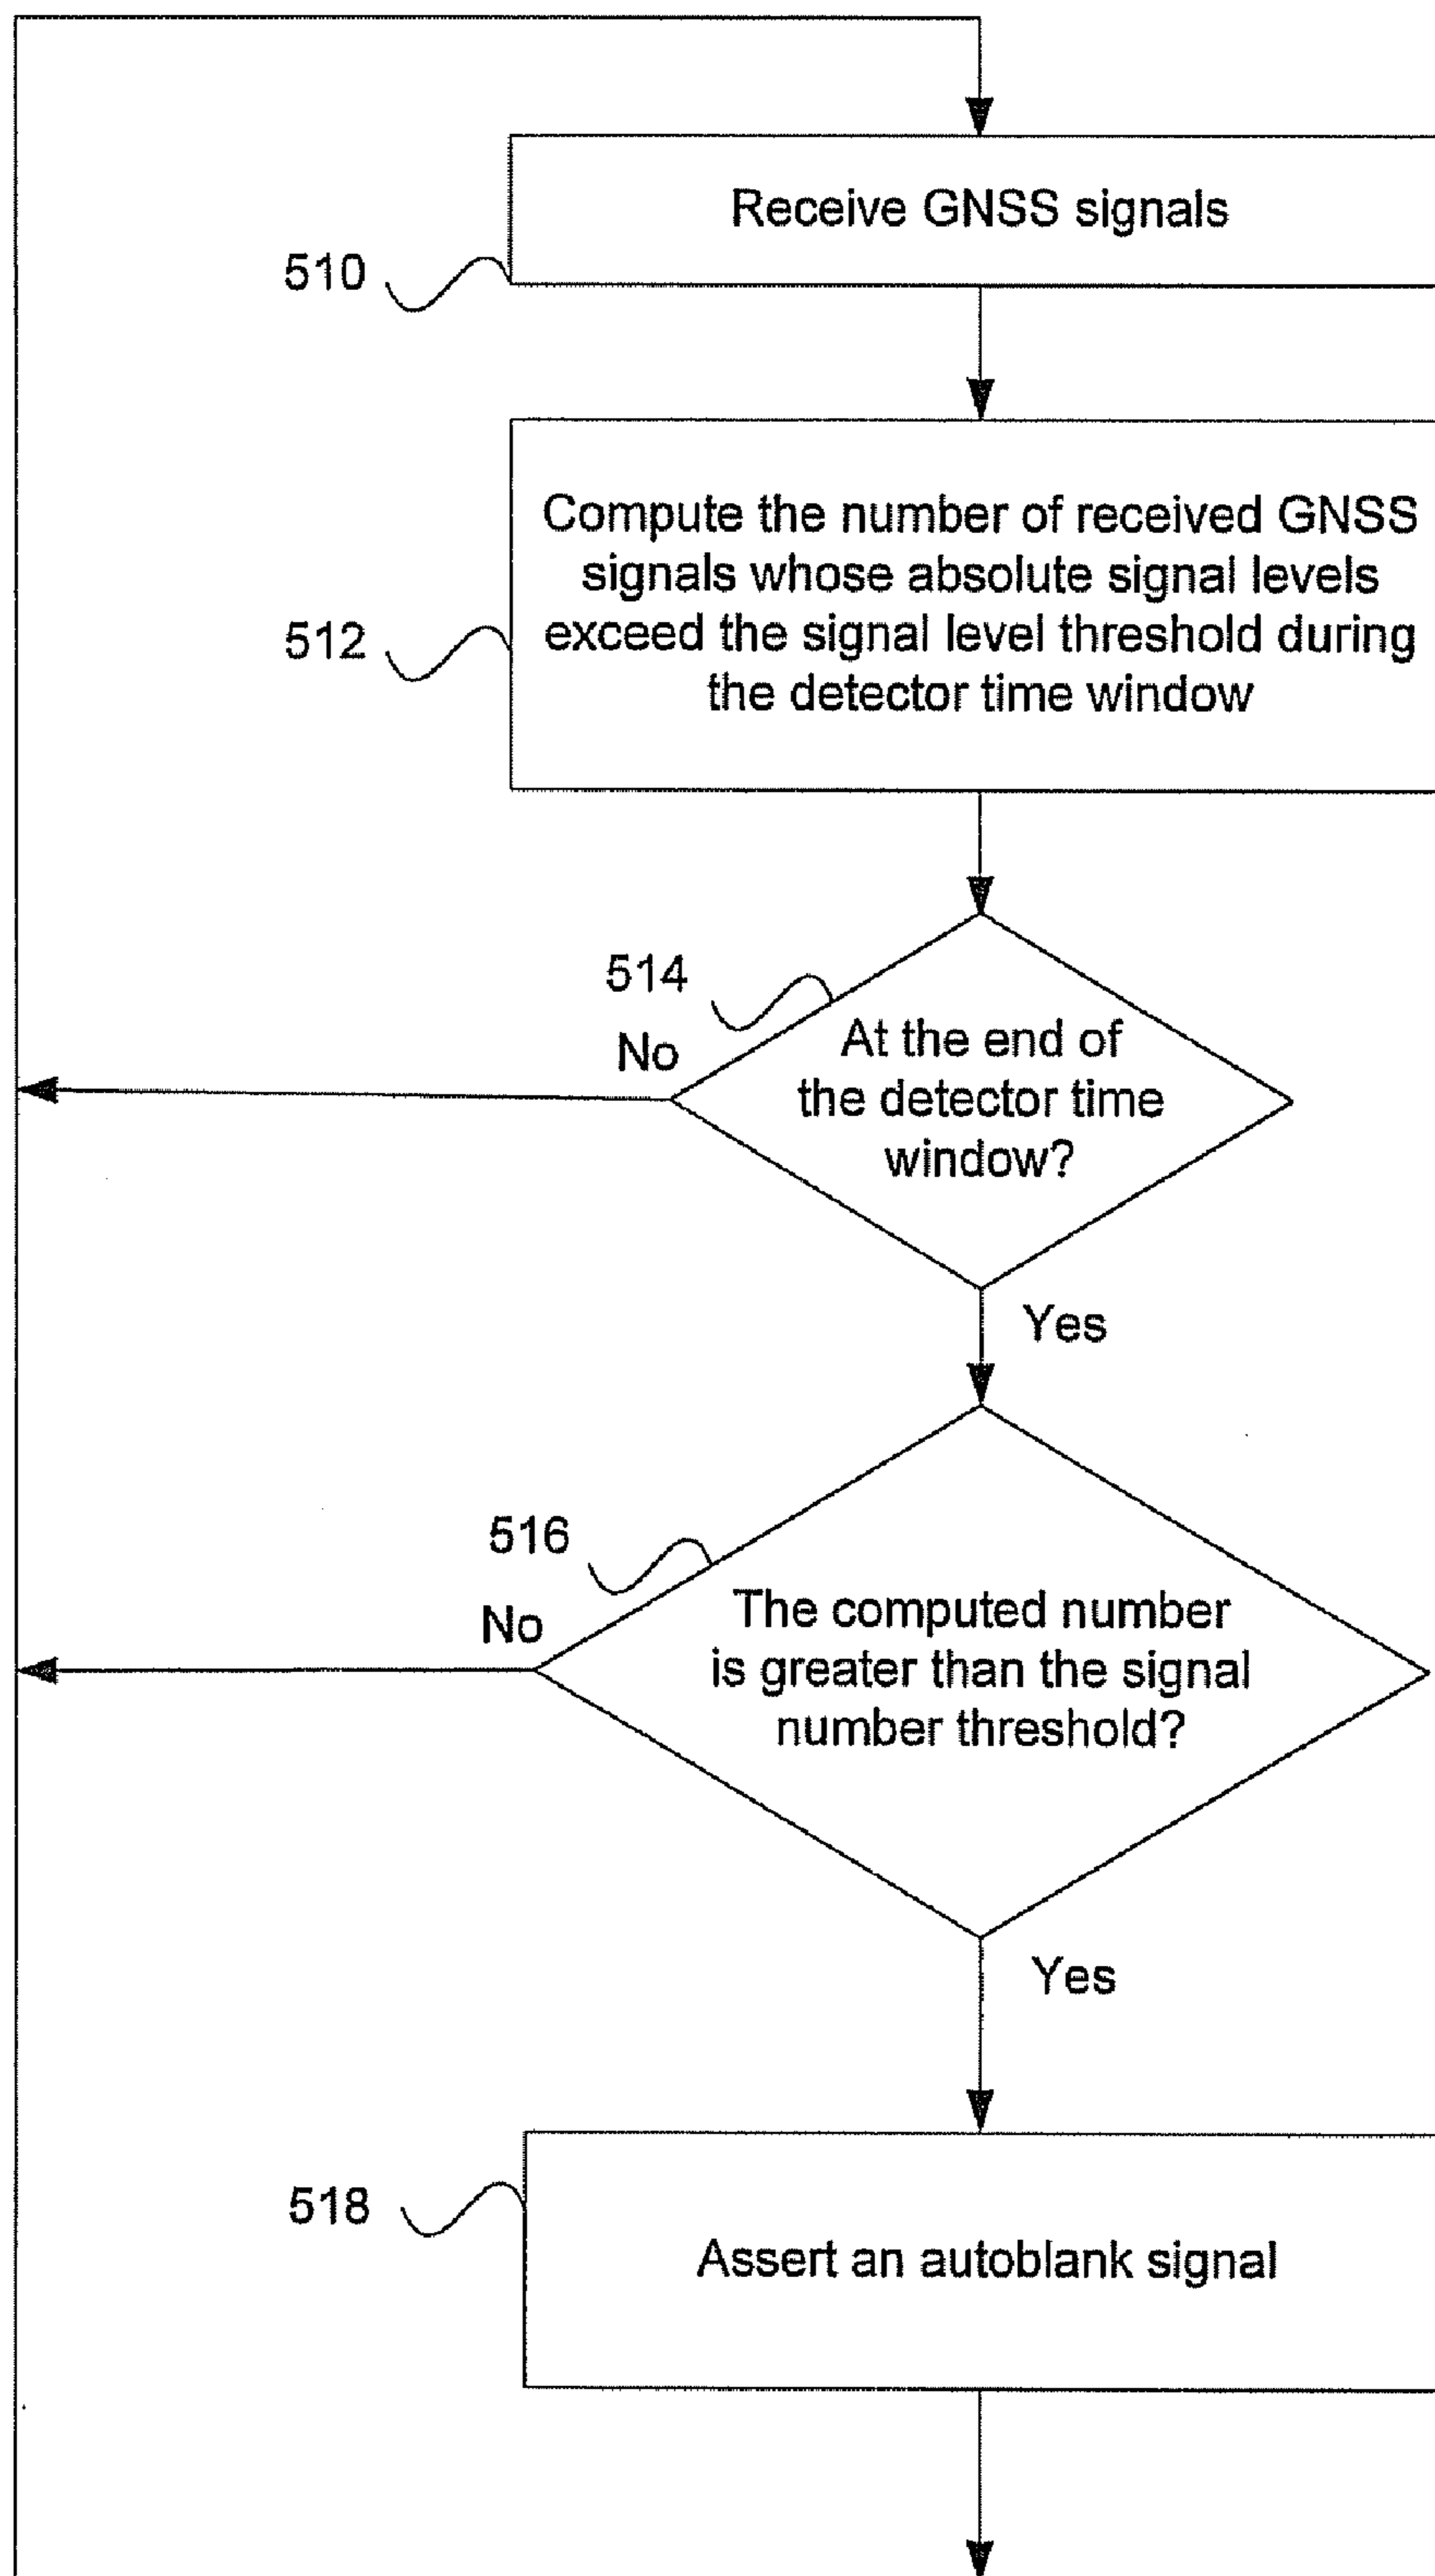 Receive GNSS signals
510
Compute the number of received GNSS
signals whose absolute signal levels
exceed the signal level threshold during
the detector time window
512
514
No
At the end of
the detector time
window?
Yes
516
No
The computed number
is greater than the signal
number threshold?
Yes
518
Assert an autoblank signal